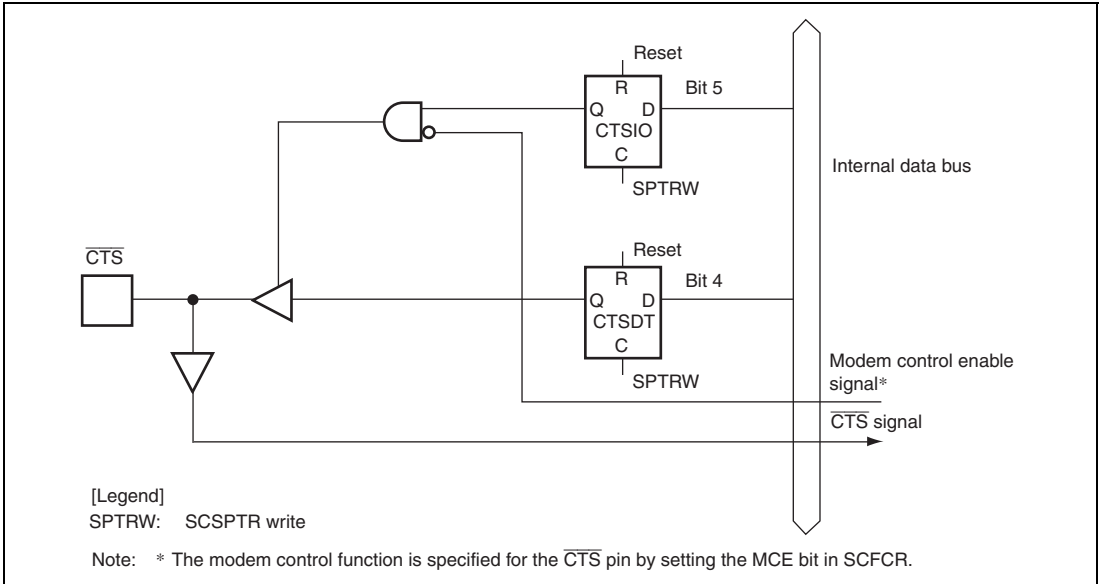 Reset
R
Bit 5
Q
D
CTSIO
C
SPTRW
Internal data bus
CTS
Reset
R
Bit 4
Q
D
CTSDT
C
SPTRW
Modem control enable
signal*
CTS signal
[Legend]
SPTRW: SCSPTR write
Note: * The modem control function is specified for the CTS pin by setting the MCE bit in SCFCR.